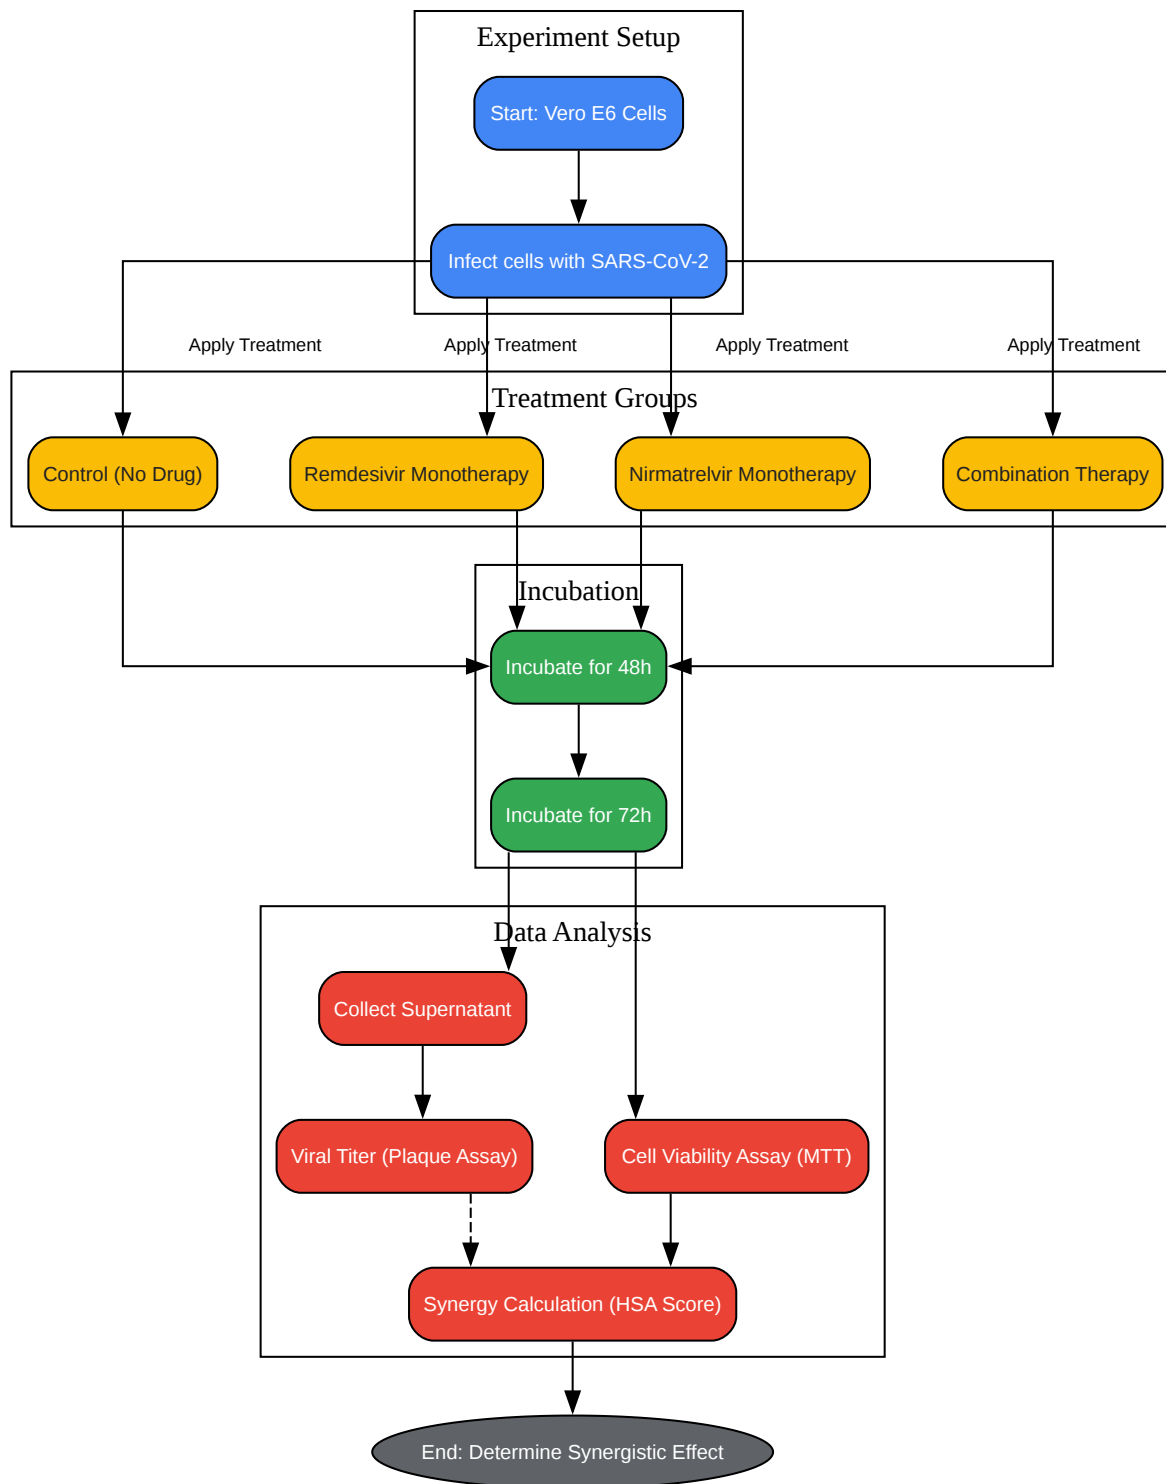 Experiment Setup
Start: Vero E6 Cells
Infect cells with SARS-CoV-2
Apply Treatment
Apply Treatment
Apply Treatment
Apply Treatment
Treatment Groups
Control (No Drug)
Remdesivir Monotherapy
Nirmatrelvir Monotherapy
Combination Therapy
Incubation
Incubate for 48h
Incubate for 72h
Data Analysis
Collect Supernatant
Viral Titer (Plaque Assay)
Cell Viability Assay (MTT)
Synergy Calculation (HSA Score)
End: Determine Synergistic Effect